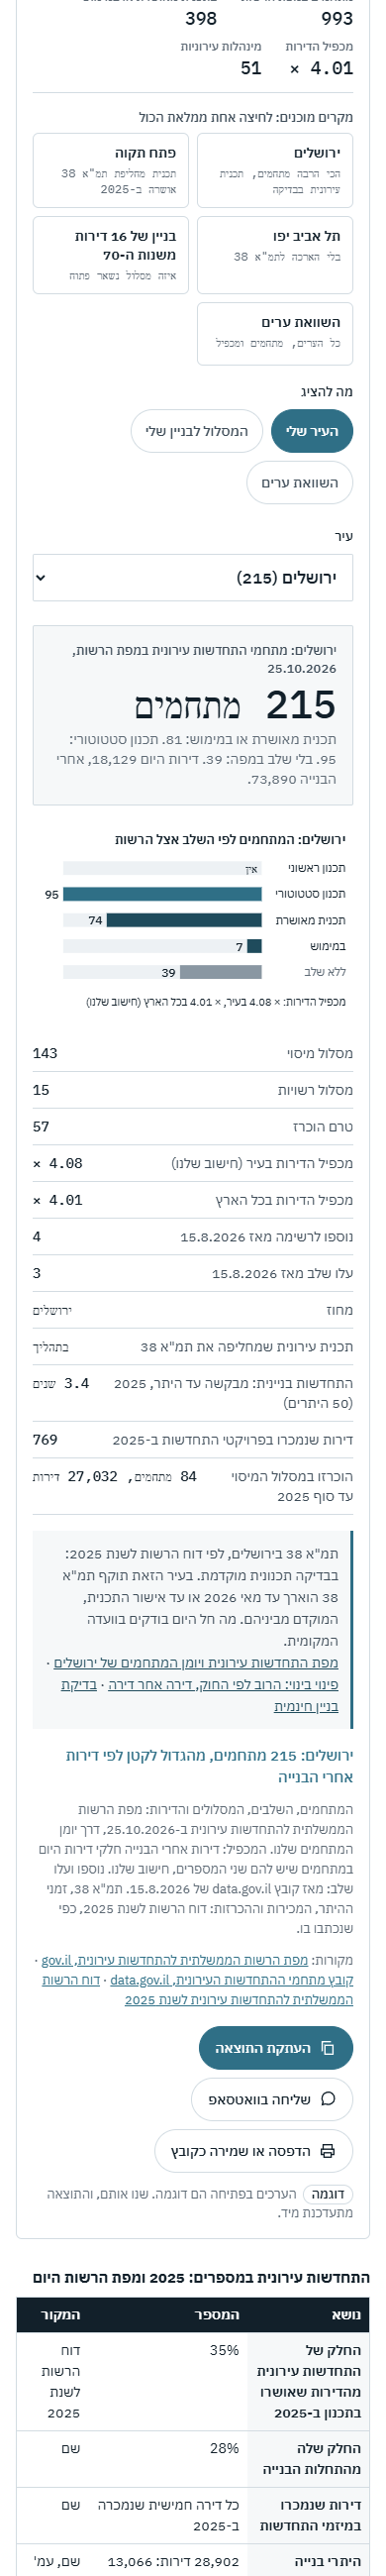 993
398
מכפיל הדירות
מינהלות עירוניות
× 4.01
51
מקרים מוכנים: לחיצה אחת ממלאת הכול
ירושלים
הכי הרבה מתחמים, תכנית
עירונית בבדיקה
פתח תקוה
תכנית מחליפת תמ"א 38
אושרה ב-2025
תל אביב יפו
בלי הארכה לתמ"א 38
בניין של 16 דירות
משנות ה-70
איזה מסלול נשאר פתוח
השוואת ערים
כל הערים, מתחמים ומכפיל
מה להציג
העיר שלי
המסלול לבניין שלי
השוואת ערים
עיר
ירושלים (215)
ירושלים: מתחמי התחדשות עירונית במפת הרשות,
25.10.2026
215 מתחמים
תכנית מאושרת או במימוש: 81. תכנון סטטוטורי:
95. בלי שלב במפה: 39. דירות היום 18,129, אחרי
הבנייה 73,890.
ירושלים: המתחמים לפי השלב אצל הרשות
תכנון ראשוני אין
תכנון סטטוטורי 95
תכנית מאושרת 74
במימוש 7
ללא שלב 39
מכפיל הדירות: × 4.08 בעיר, × 4.01 בכל הארץ (חישוב שלנו)
מסלול מיסוי 143
מסלול רשויות 15
טרם הוכרז 57
מכפיל הדירות בעיר (חישוב שלנו) × 4.08
מכפיל הדירות בכל הארץ × 4.01
נוספו לרשימה מאז 15.8.2026 4
עלו שלב מאז 15.8.2026 3
מחוז ירושלים
תכנית עירונית שמחליפה את תמ"א 38 בתהליך
התחדשות בניינית: מבקשה עד היתר, 2025 3.4 שנים
(50 היתרים)
דירות שנמכרו בפרויקטי התחדשות ב-2025 769
הוכרזו במסלול המיסוי 84 מתחמים, 27,032 דירות
עד סוף 2025
תמ"א 38 בירושלים, לפי דוח הרשות לשנת 2025:
בבדיקה תכנונית מוקדמת. בעיר הזאת תוקף תמ"א
38 הוארך עד מאי 2026 או עד אישור התכנית,
המוקדם מביניהם. מה חל היום בודקים בוועדה
המקומית.
מפת התחדשות עירונית ויומן המתחמים של ירושלים ·
פינוי בינוי: הרוב לפי החוק, דירה אחר דירה · בדיקת
בניין חינמית
ירושלים: 215 מתחמים, מהגדול לקטן לפי דירות
אחרי הבנייה
המתחמים, השלבים, המסלולים והדירות: מפת הרשות
הממשלתית להתחדשות עירונית ב-25.10.2026, דרך יומן
המתחמים שלנו. המכפיל: דירות אחרי הבנייה חלקי דירות היום
במתחמים שיש להם שני המספרים, חישוב שלנו. נוספו ועלו
שלב: מאז קובץ data.gov.il של 15.8.2026. תמ"א 38, זמני
ההיתר, המכירות וההכרזות: דוח הרשות לשנת 2025, כפי
שנכתבו בו.
מקורות: מפת הרשות הממשלתית להתחדשות עירונית, gov.il ·
קובץ מתחמי ההתחדשות העירונית, data.gov.il · דוח הרשות
הממשלתית להתחדשות עירונית לשנת 2025
העתקת התוצאה
שליחה בוואטסאפ
הדפסה או שמירה כקובץ
דוגמה הערכים בפתיחה הם דוגמה. שנו אותם, והתוצאה
מתעדכנת מיד.
התחדשות עירונית במספרים: 2025 ומפת הרשות היום
נושא המספר המקור
החלק של
התחדשות עירונית
מהדירות שאושרו
בתכנון ב-2025
35%
דוח
הרשות
לשנת
2025
החלק שלה
מהתחלות הבנייה
28%
שם
דירות שנמכרו
במיזמי התחדשות
כל דירה חמישית שנמכרה
ב-2025
שם
היתרי בנייה
28,902 דירות: 13,066
שם, עמ'